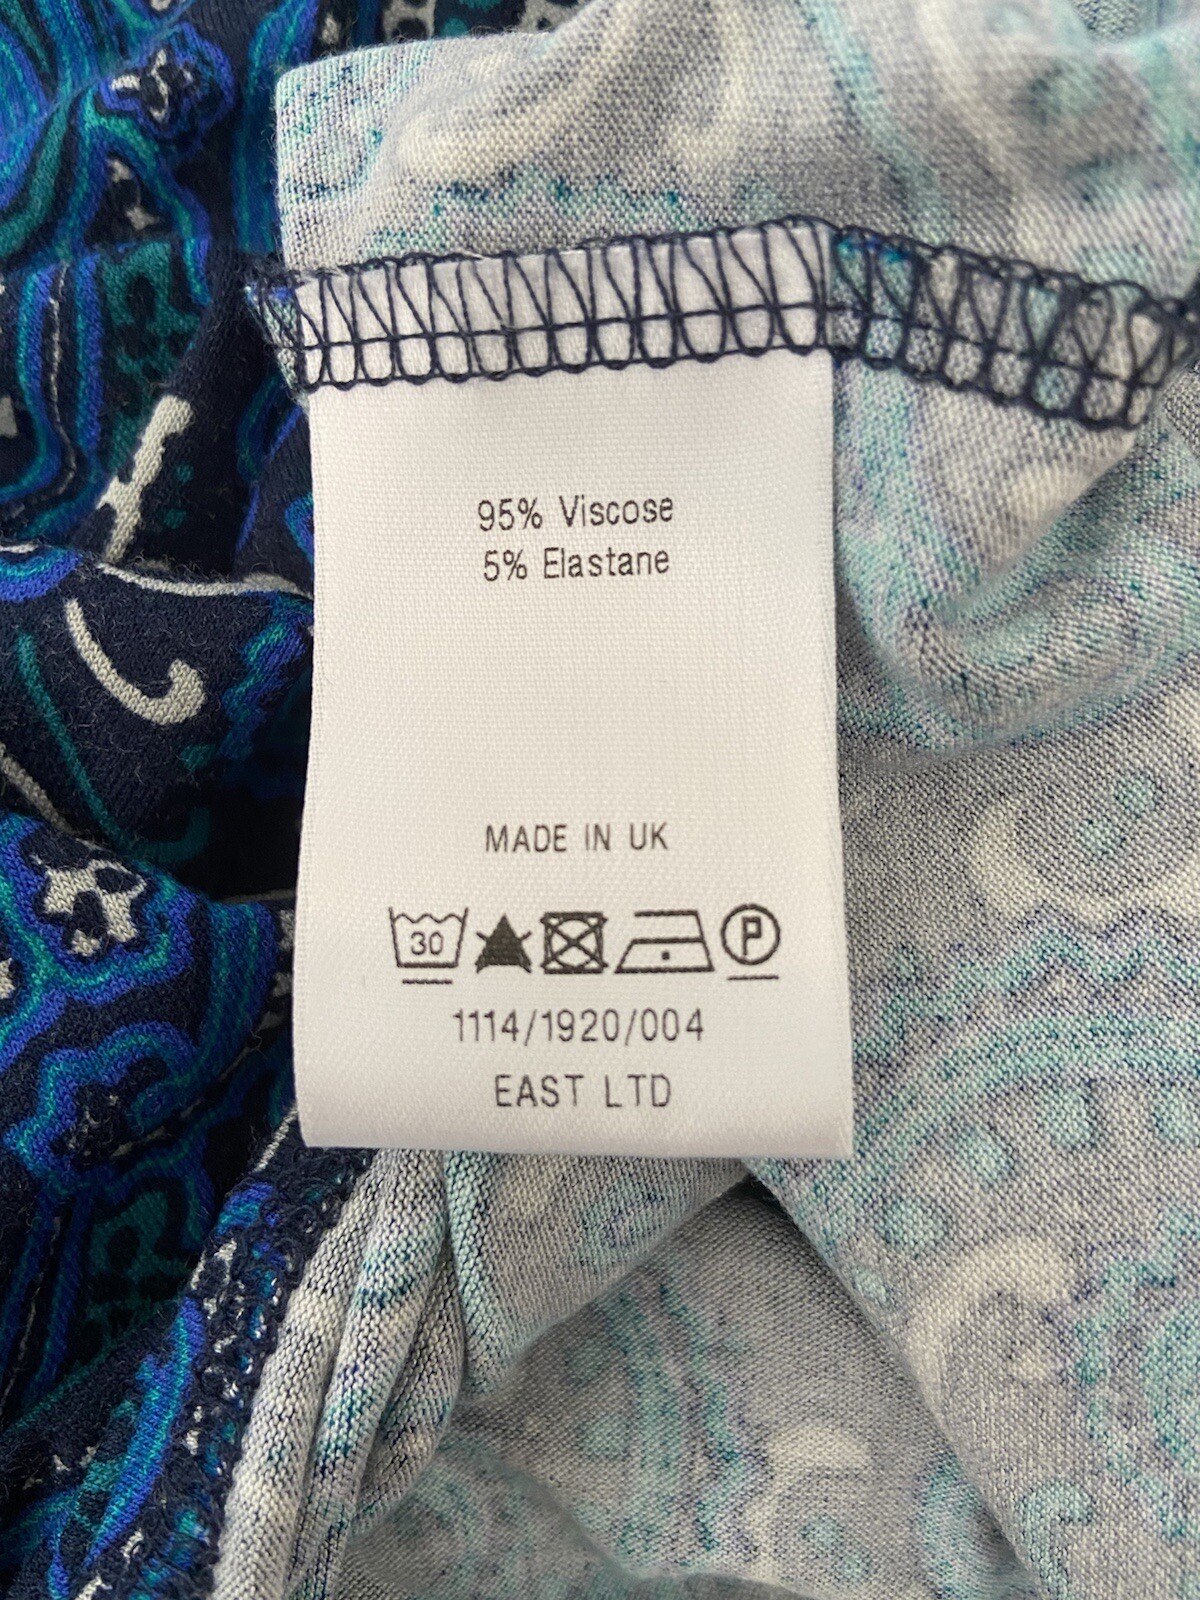 95% Viscose
5% Elastane
MADE IN UK
30 P
1114/1920/004
EAST LTD